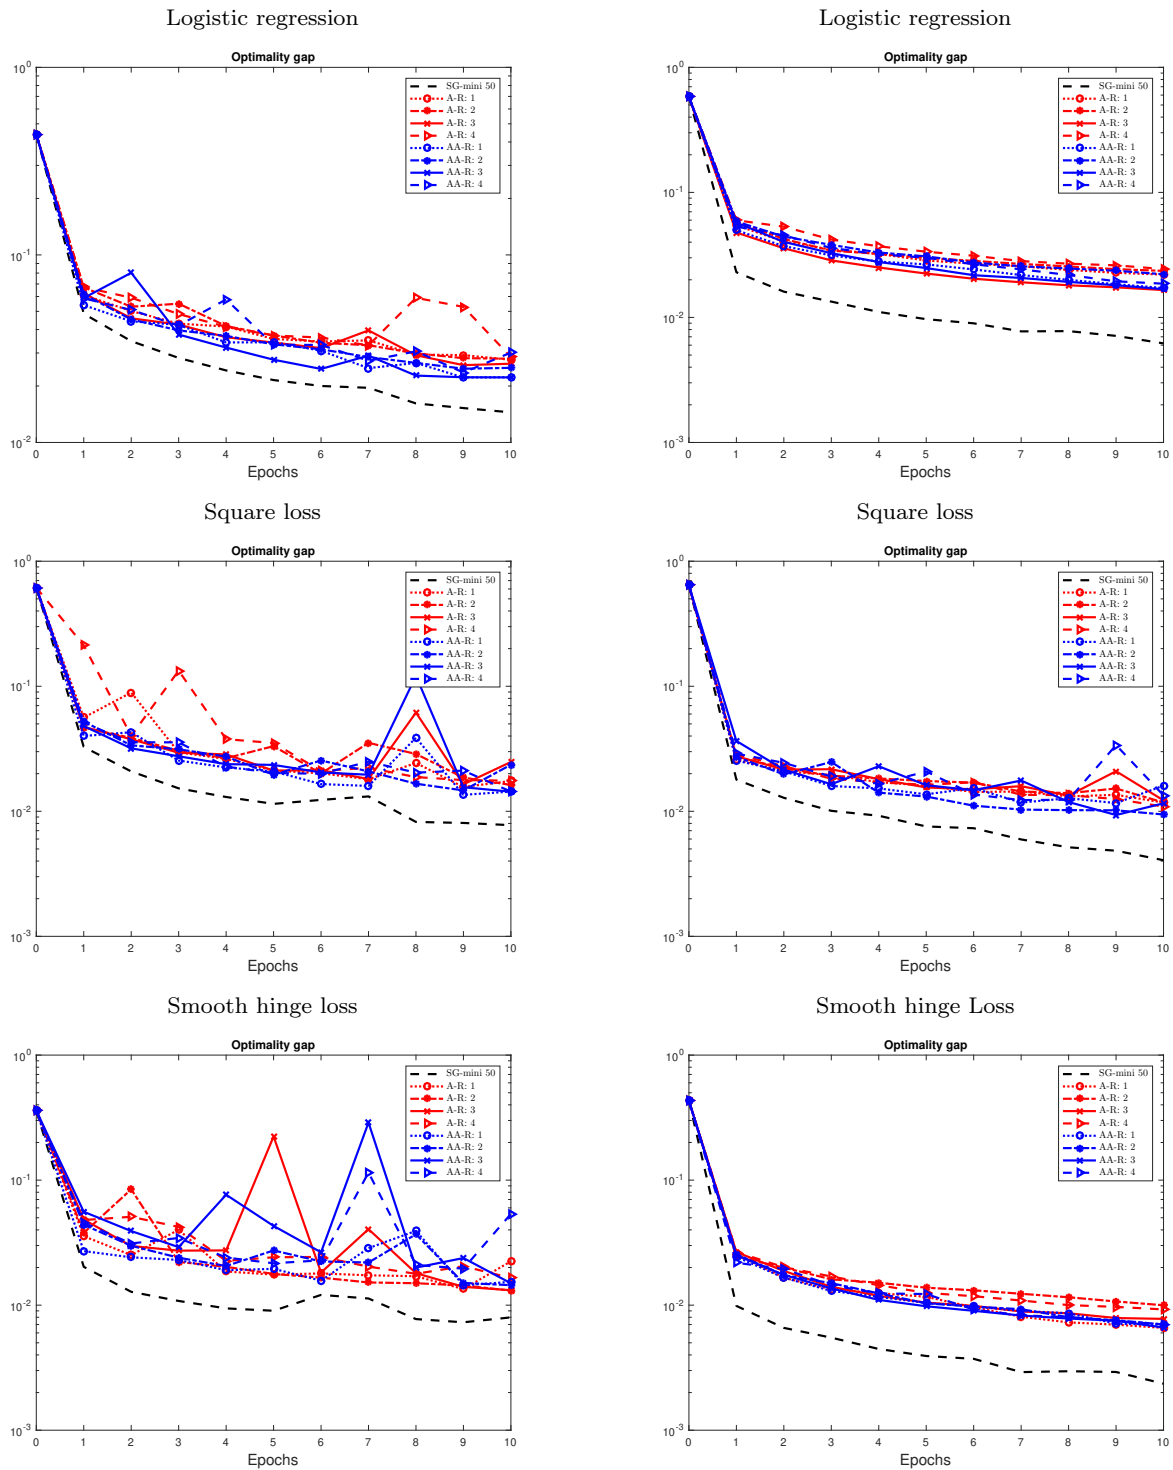 Logistic regression
Optimality gap
10^0
10^-1
10^-2
SG-mini 50
A-R: 1
A-R: 2
A-R: 3
A-R: 4
AA-R: 1
AA-R: 2
AA-R: 3
AA-R: 4
0 1 2 3 4 5 6 7 8 9 10
Epochs
Logistic regression
Optimality gap
10^0
10^-1
10^-2
10^-3
SG-mini 50
A-R: 1
A-R: 2
A-R: 3
A-R: 4
AA-R: 1
AA-R: 2
AA-R: 3
AA-R: 4
0 1 2 3 4 5 6 7 8 9 10
Epochs
Square loss
Optimality gap
10^0
10^-1
10^-2
10^-3
SG-mini 50
A-R: 1
A-R: 2
A-R: 3
A-R: 4
AA-R: 1
AA-R: 2
AA-R: 3
AA-R: 4
0 1 2 3 4 5 6 7 8 9 10
Epochs
Square loss
Optimality gap
10^0
10^-1
10^-2
10^-3
SG-mini 50
A-R: 1
A-R: 2
A-R: 3
A-R: 4
AA-R: 1
AA-R: 2
AA-R: 3
AA-R: 4
0 1 2 3 4 5 6 7 8 9 10
Epochs
Smooth hinge loss
Optimality gap
10^0
10^-1
10^-2
10^-3
SG-mini 50
A-R: 1
A-R: 2
A-R: 3
A-R: 4
AA-R: 1
AA-R: 2
AA-R: 3
AA-R: 4
0 1 2 3 4 5 6 7 8 9 10
Epochs
Smooth hinge Loss
Optimality gap
10^0
10^-1
10^-2
10^-3
SG-mini 50
A-R: 1
A-R: 2
A-R: 3
A-R: 4
AA-R: 1
AA-R: 2
AA-R: 3
AA-R: 4
0 1 2 3 4 5 6 7 8 9 10
Epochs